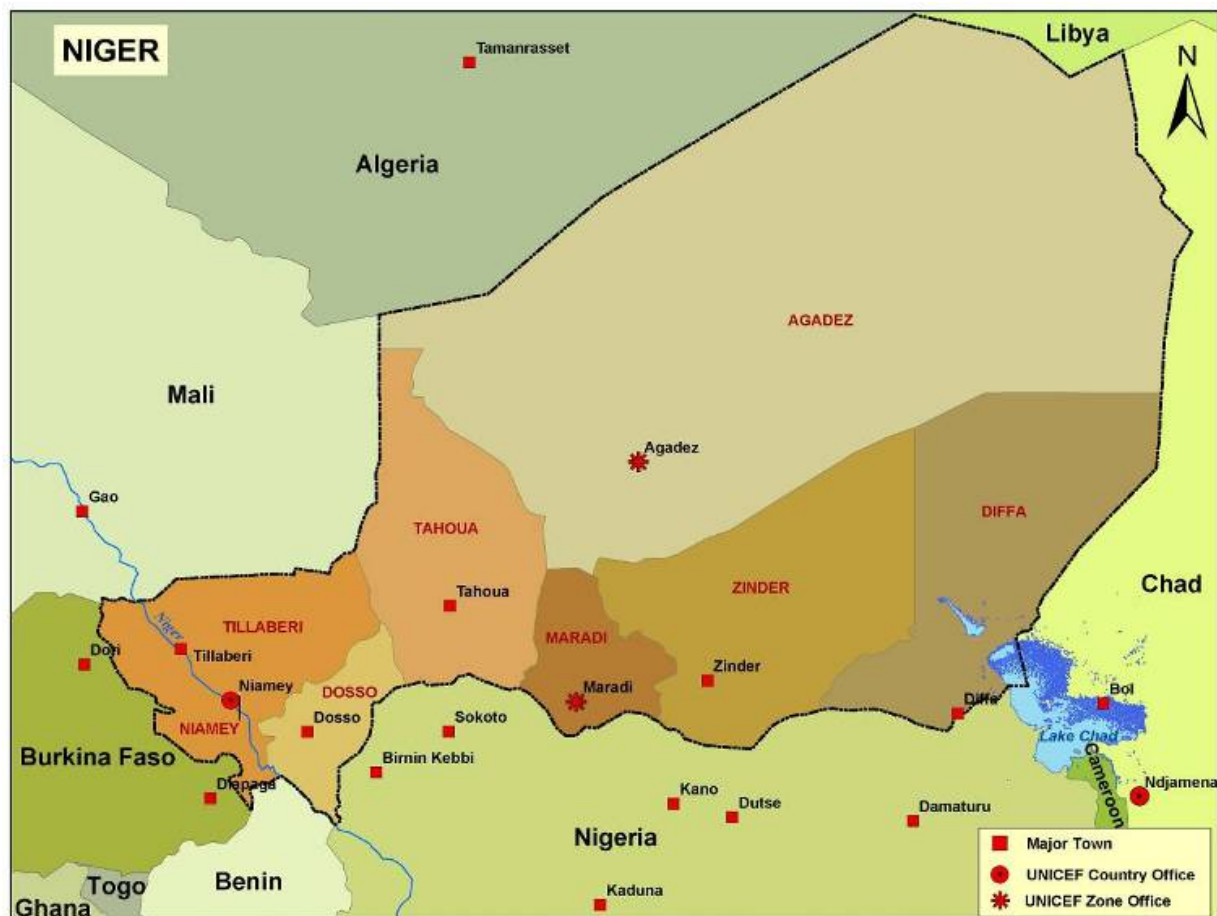 NIGER
Libya
Tamanrasset
N
Algeria
AGADEZ
Mali
Agadez
Gao
DIFFA
TAHOUA
Chad
ZINDER
Tahoua
Niger
TILLABERI
MARADI
Dori
Tillaberi
Zinder
Niamey
DOSSO
Maradi
Bol
Diffa
NIAMEY
Dosso
Sokoto
Lake Chad
Burkina Faso
Birnin Kebbi
Cameroon
Ndjamena
Diapaga
Kano
Dutse
Damaturu
Nigeria
Major Town
Benin
UNICEF Country Office
Togo
Kaduna
UNICEF Zone Office
Ghana